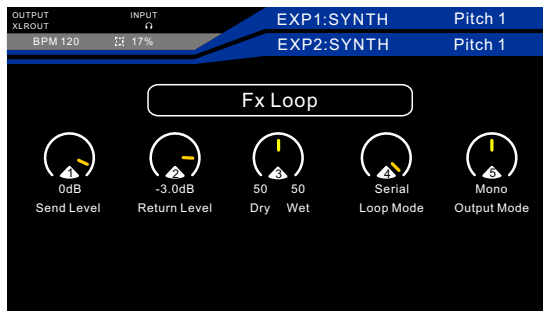 OUTPUT INPUT
XLROUT
BPM 120 17%
EXP1:SYNTH Pitch 1
EXP2:SYNTH Pitch 1
Fx Loop
1 2 3 4 5
0dB -3.0dB 50 50 Serial Mono
Send Level Return Level Dry Wet Loop Mode Output Mode